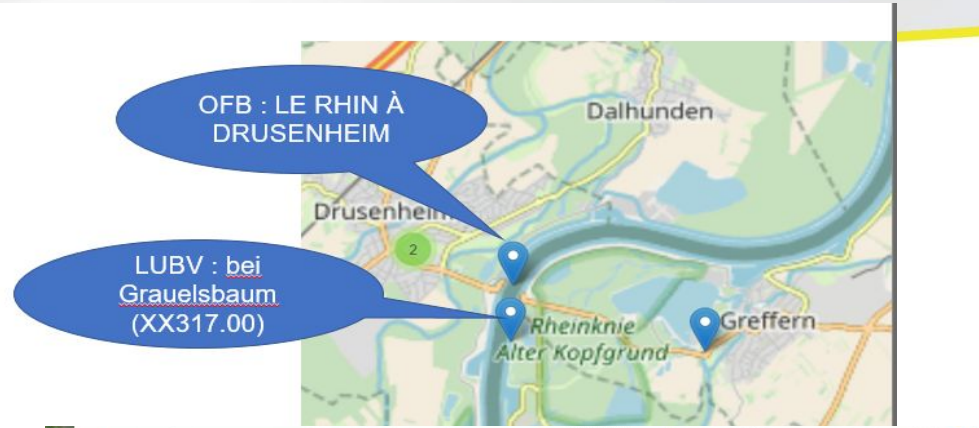 OFB : LE RHIN À
DRUSENHEIM
Dalhunden
Drusenheim
2
LUBV : bei
Grauelsbaum
(XX317.00)
Rheinknie
Alter Kopfgrund
Greffern